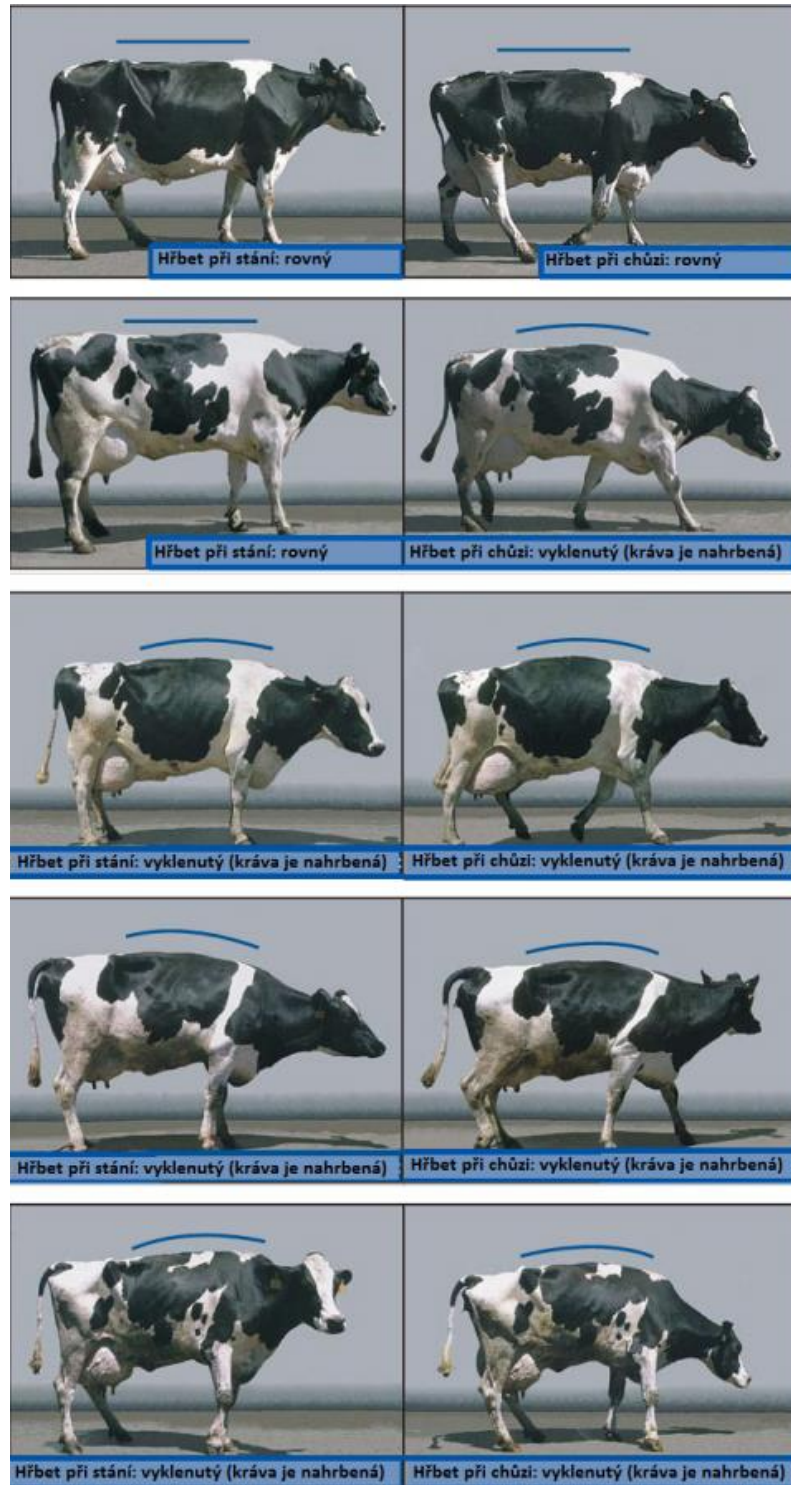 Hřbet při stání: rovný
Hřbet při chůzi: rovný
Hřbet při stání: rovný
Hřbet při chůzi: vyklenutý (kráva je nahrbená)
Hřbet při stání: vyklenutý (kráva je nahrbená)
Hřbet při chůzi: vyklenutý (kráva je nahrbená)
Hřbet při stání: vyklenutý (kráva je nahrbená)
Hřbet při chůzi: vyklenutý (kráva je nahrbená)
Hřbet při stání: vyklenutý (kráva je nahrbená)
Hřbet při chůzi: vyklenutý (kráva je nahrbená)